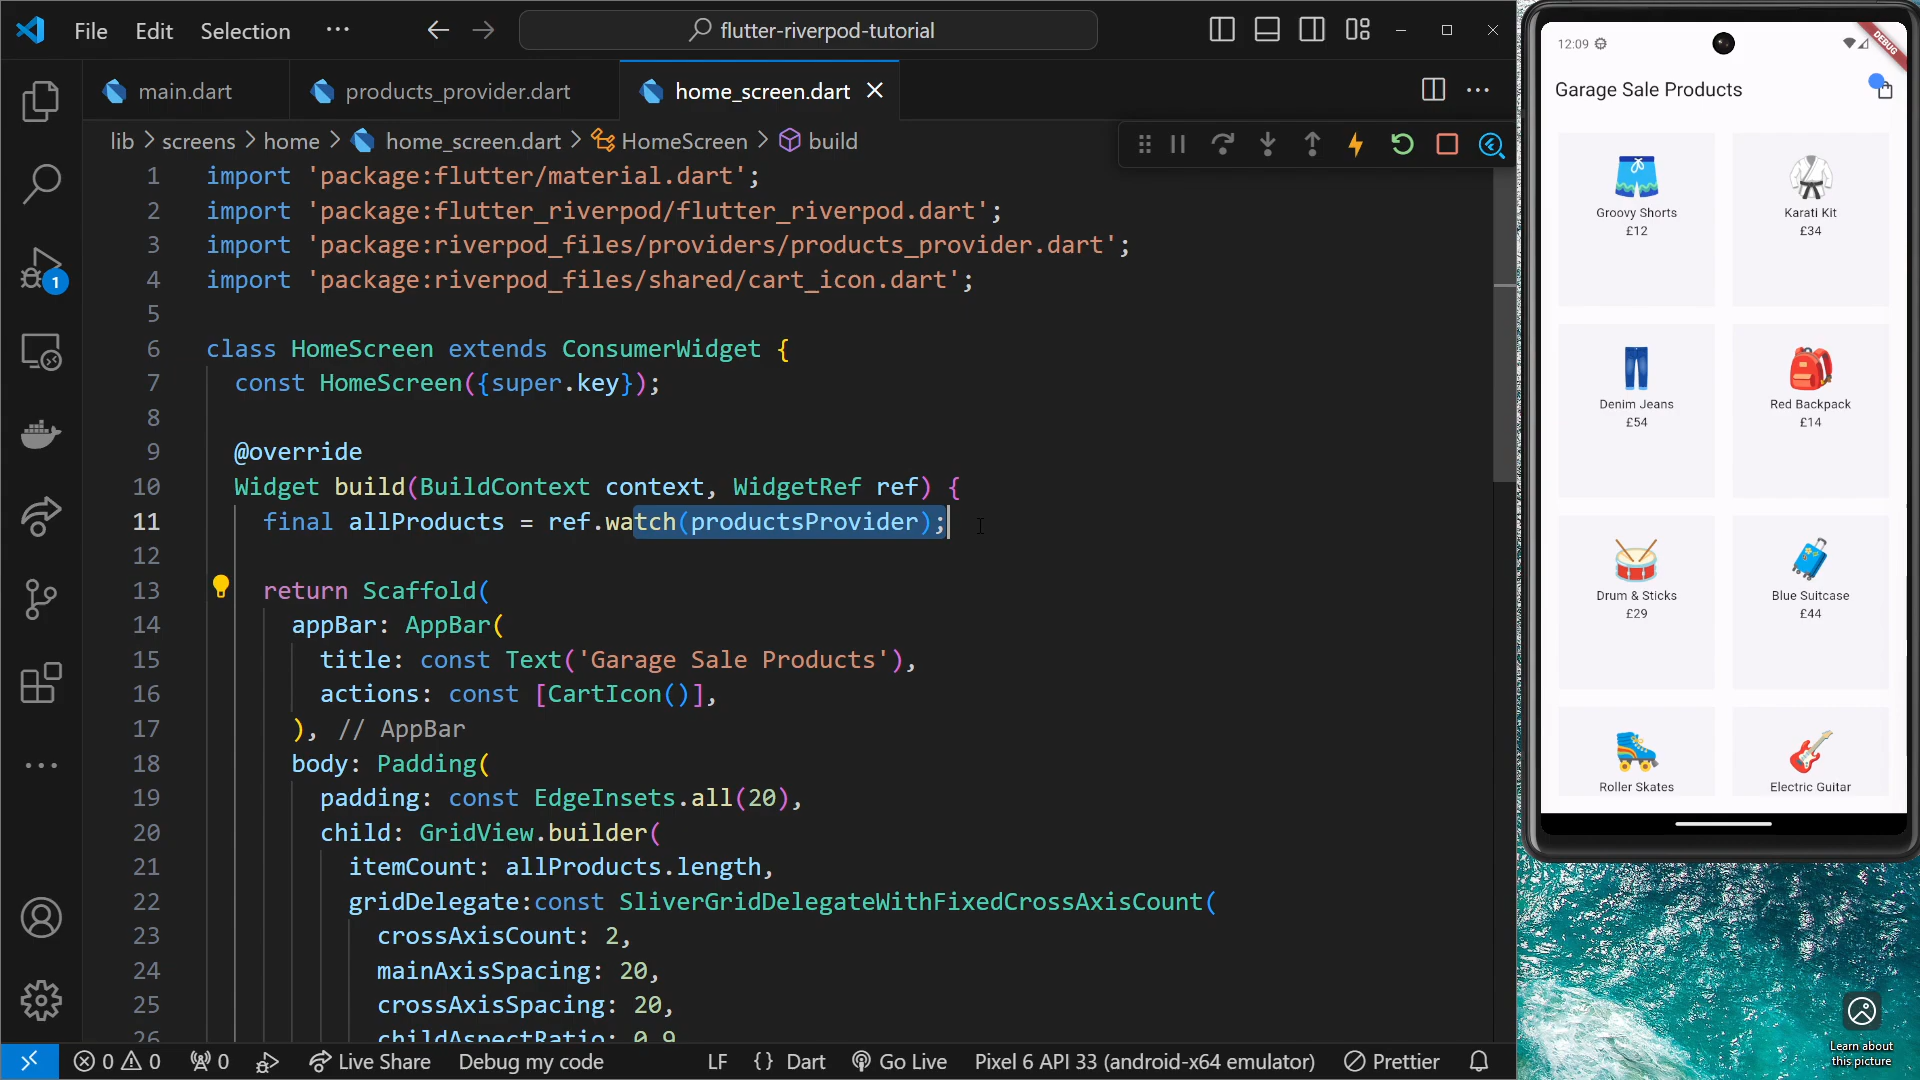 File Edit Selection ··· flutter-riverpod-tutorial
main.dart products_provider.dart home_screen.dart
lib > screens > home > home_screen.dart > HomeScreen > build
1 import 'package:flutter/material.dart';
2 import 'package:flutter_riverpod/flutter_riverpod.dart';
3 import 'package:riverpod_files/providers/products_provider.dart';
4 import 'package:riverpod_files/shared/cart_icon.dart';
5
6 class HomeScreen extends ConsumerWidget {
7 const HomeScreen({super.key});
8
9 @override
10 Widget build(BuildContext context, WidgetRef ref) {
11 final allProducts = ref.watch(productsProvider);
12
13 return Scaffold(
14 appBar: AppBar(
15 title: const Text('Garage Sale Products'),
16 actions: const [CartIcon()],
17 ), // AppBar
18 body: Padding(
19 padding: const EdgeInsets.all(20),
20 child: GridView.builder(
21 itemCount: allProducts.length,
22 gridDelegate:const SliverGridDelegateWithFixedCrossAxisCount(
23 crossAxisCount: 2,
24 mainAxisSpacing: 20,
25 crossAxisSpacing: 20,
26 childAspectRatio: 0.9
1
0 0 0 Live Share Debug my code LF {} Dart Go Live Pixel 6 API 33 (android-x64 emulator) Prettier
12:09
DEBUG
Garage Sale Products
Groovy Shorts
£12
Karati Kit
£34
Denim Jeans
£54
Red Backpack
£14
Drum & Sticks
£29
Blue Suitcase
£44
Roller Skates
Electric Guitar
Learn about
this picture